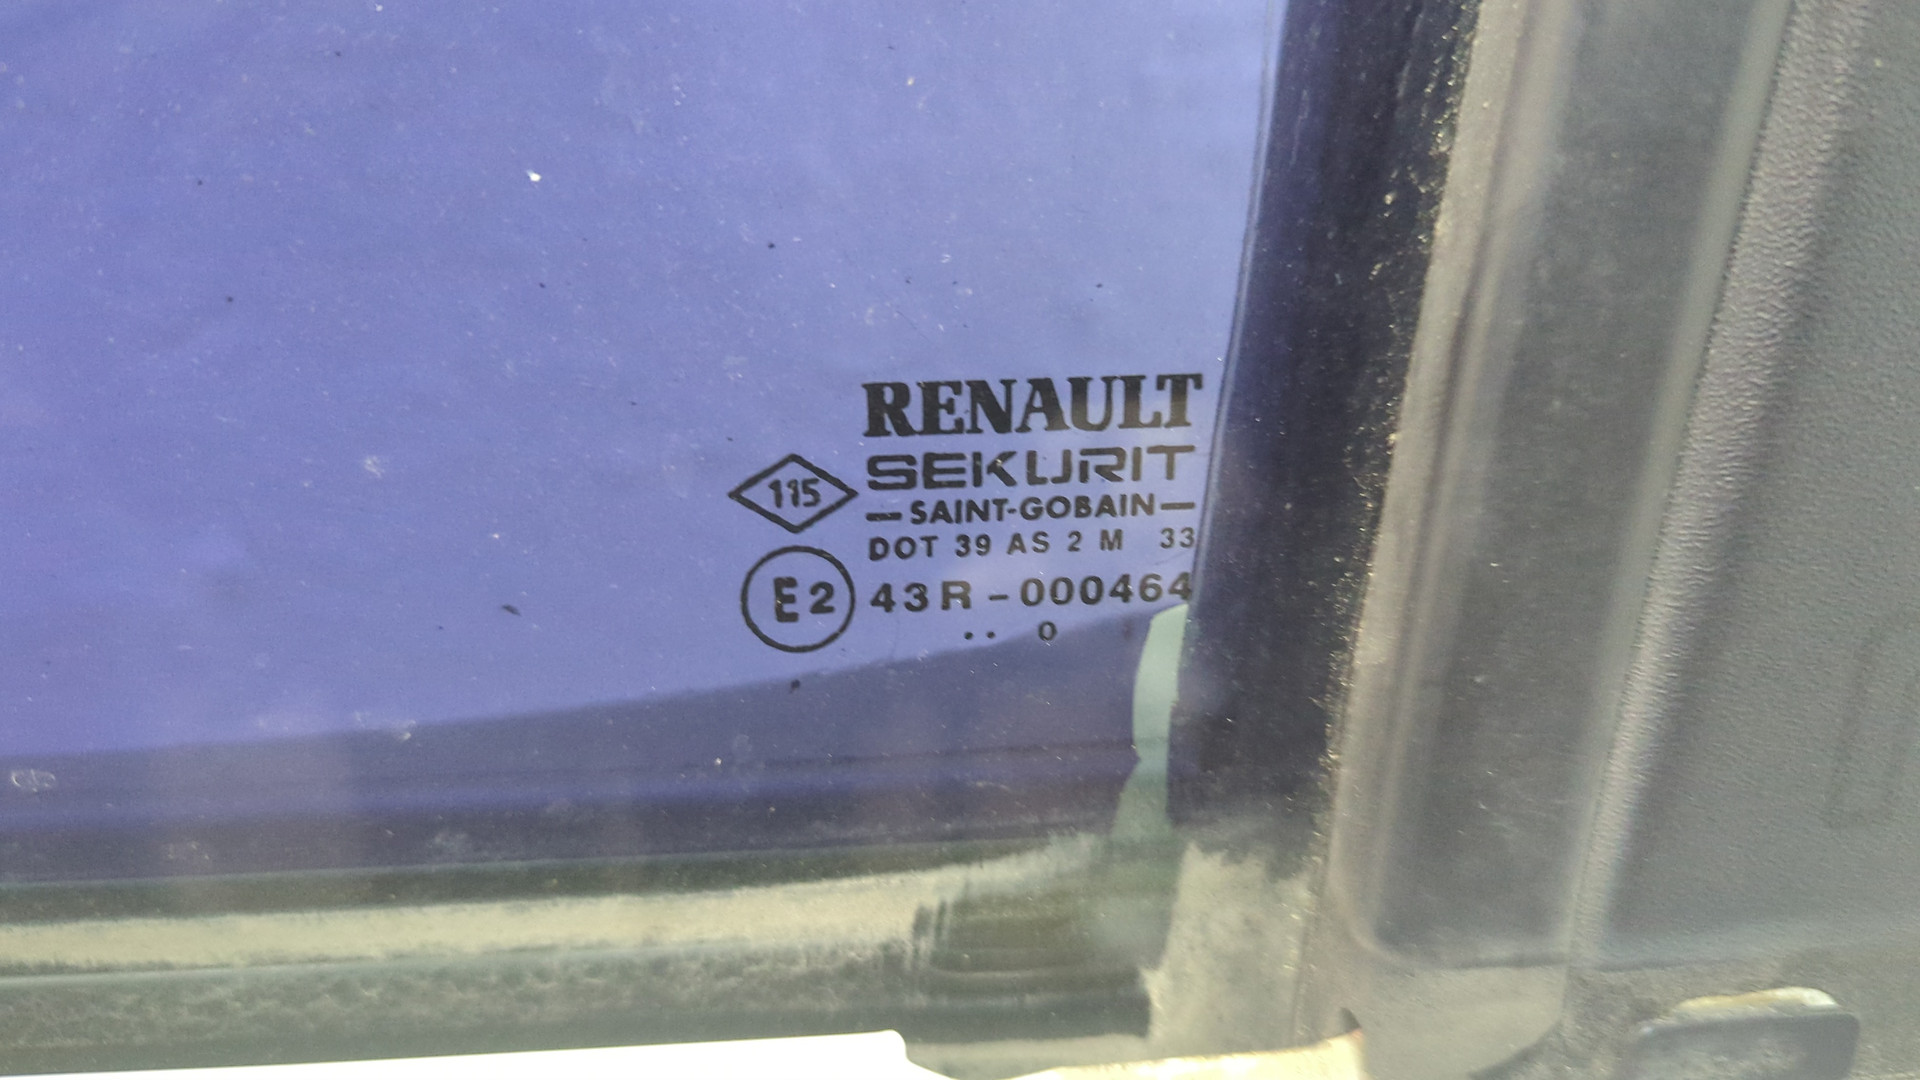 RENAULT
115
SEKURIT
—SAINT-GOBAIN—
DOT 39 AS 2 M 33
E2 43R-000464
.. 0